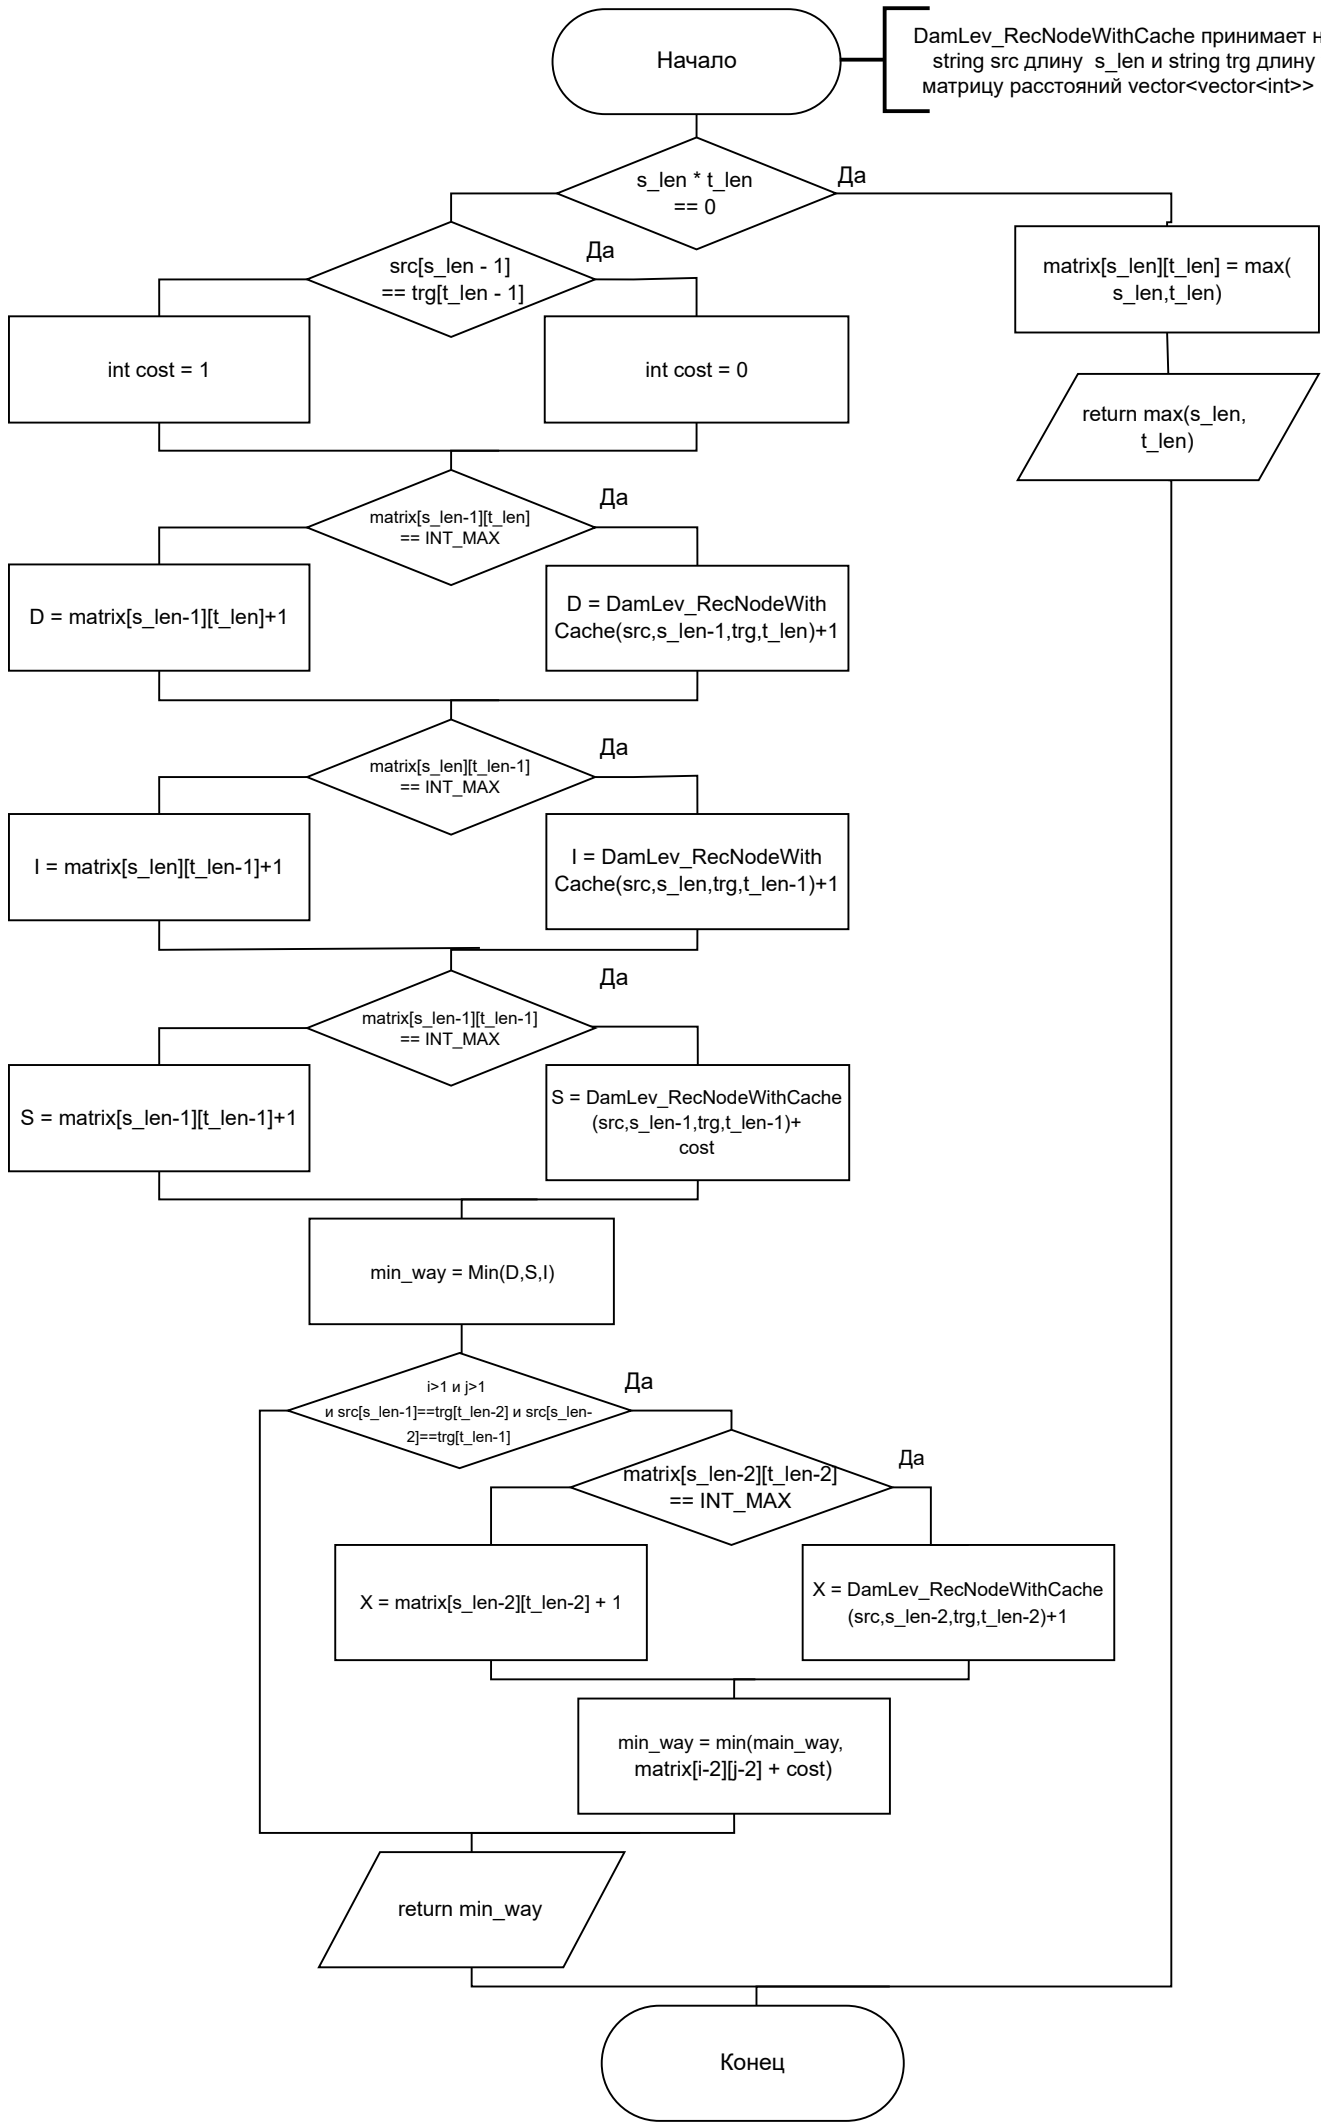 Начало
DamLev_RecNodeWithCache принимает
string src длину s_len и string trg длину
матрицу расстояний vector<vector<int>>
s_len * t_len
== 0
Да
src[s_len - 1]
== trg[t_len - 1]
Да
matrix[s_len][t_len] = max(
s_len,t_len)
int cost = 1
int cost = 0
return max(s_len,
t_len)
matrix[s_len-1][t_len]
== INT_MAX
Да
D = matrix[s_len-1][t_len]+1
D = DamLev_RecNodeWith
Cache(src,s_len-1,trg,t_len)+1
matrix[s_len][t_len-1]
== INT_MAX
Да
I = matrix[s_len][t_len-1]+1
I = DamLev_RecNodeWith
Cache(src,s_len,trg,t_len-1)+1
matrix[s_len-1][t_len-1]
== INT_MAX
Да
S = matrix[s_len-1][t_len-1]+1
S = DamLev_RecNodeWithCache
(src,s_len-1,trg,t_len-1)+
cost
min_way = Min(D,S,I)
i>1 и j>1
и src[s_len-1]==trg[t_len-2] и src[s_len-
2]==trg[t_len-1]
Да
matrix[s_len-2][t_len-2]
== INT_MAX
Да
X = matrix[s_len-2][t_len-2] + 1
X = DamLev_RecNodeWithCache
(src,s_len-2,trg,t_len-2)+1
min_way = min(main_way,
matrix[i-2][j-2] + cost)
return min_way
Конец